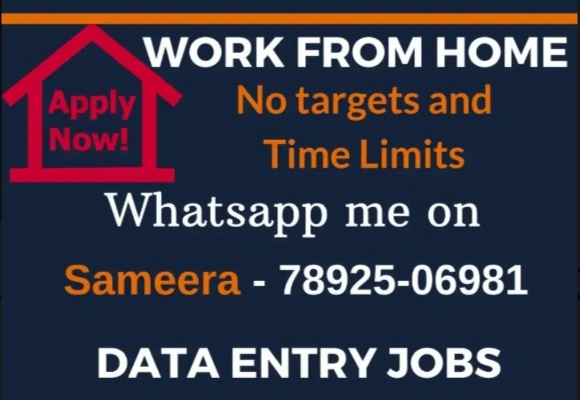 WORK FROM HOME
Apply
Now!
No targets and
Time Limits
Whatsapp me on
Sameera - 78925-06981
DATA ENTRY JOBS